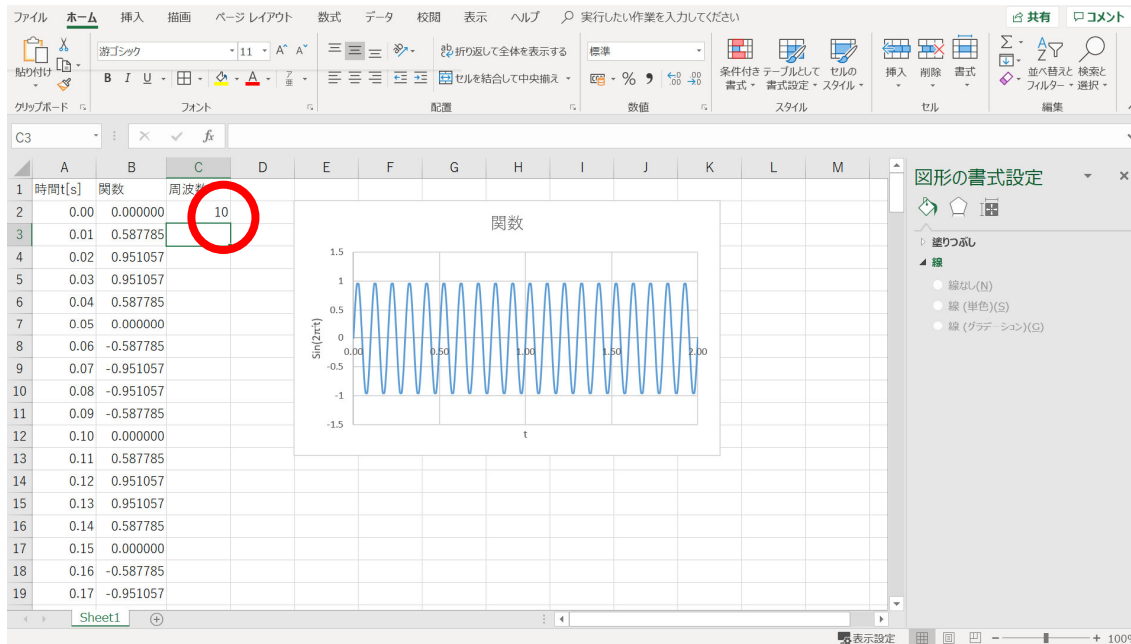 ファイル ホーム 挿入 描画 ページ レイアウト 数式 データ 校閲 表示 ヘルプ 実行したい作業を入力してください 共有 コメント
游ゴシック 11 A A 折り返して全体を表示する 標準
貼り付け B I U A セルを結合して中央揃え % 条件付き書式 テーブルとして書式設定 セルのスタイル 挿入 削除 書式 並べ替えとフィルター 検索と選択
クリップボード フォント 配置 数値 スタイル セル 編集
C3 fx
A B C D E F G H I J K L M
1 時間t[s] 関数 周波数
2 0.00 0.000000 10
3 0.01 0.587785
4 0.02 0.951057
5 0.03 0.951057
6 0.04 0.587785
7 0.05 0.000000
8 0.06 -0.587785
9 0.07 -0.951057
10 0.08 -0.951057
11 0.09 -0.587785
12 0.10 0.000000
13 0.11 0.587785
14 0.12 0.951057
15 0.13 0.951057
16 0.14 0.587785
17 0.15 0.000000
18 0.16 -0.587785
19 0.17 -0.951057
関数
1.5
1
0.5
0
-0.5
-1
-1.5
0.00 0.50 1.00 1.50 2.00
t
図形の書式設定
塗りつぶし
線
線なし(N)
線 (単色)(S)
線 (グラデーション)(G)
Sheet1
表示設定 100%